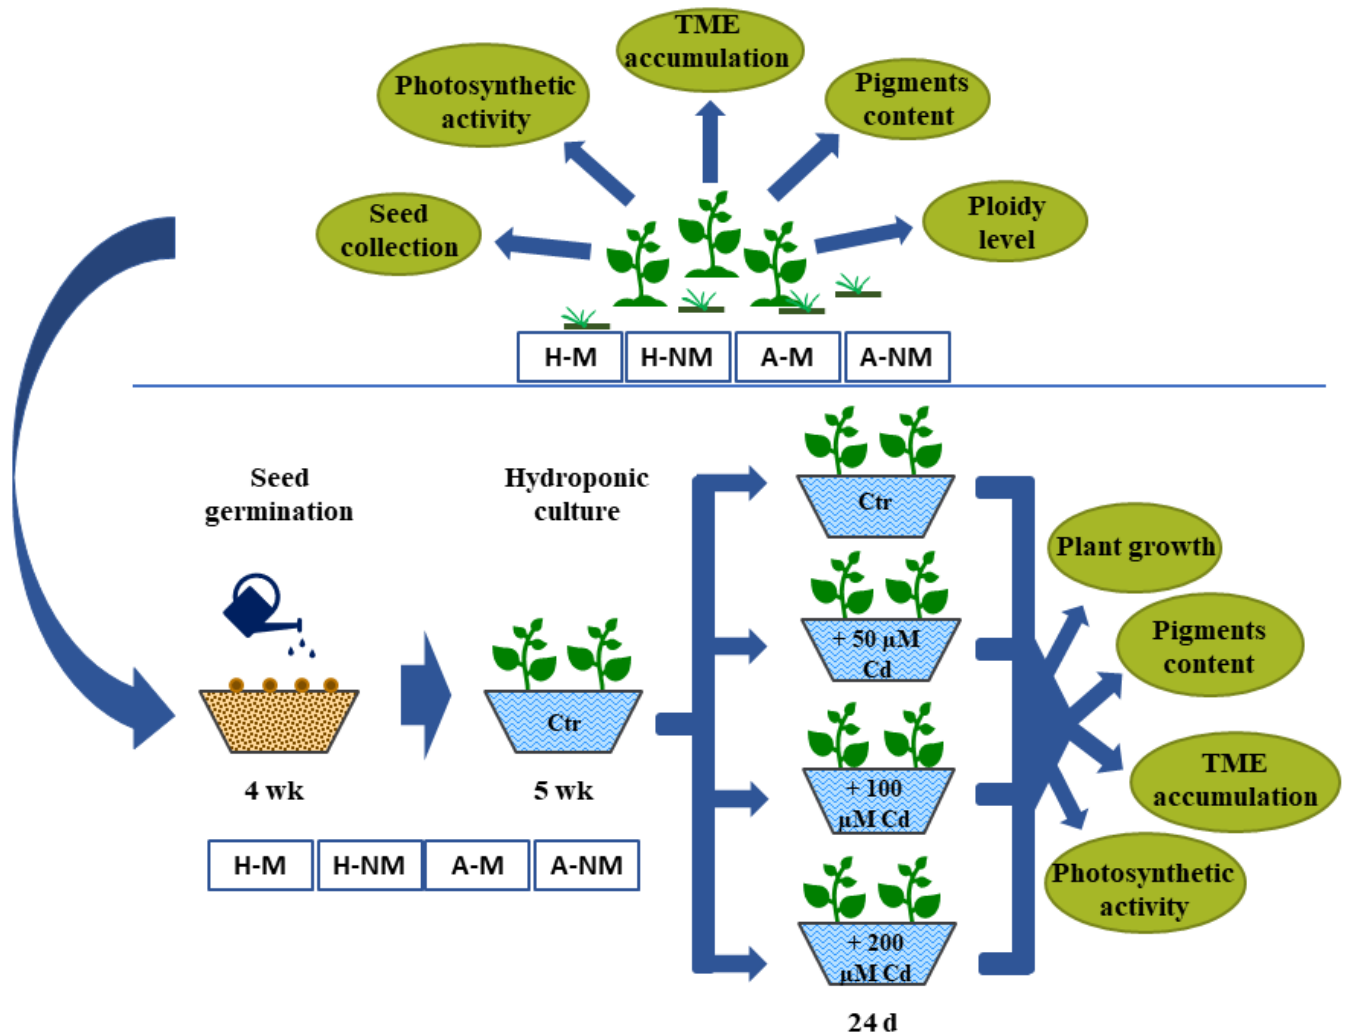 TME
accumulation
Photosynthetic
activity
Pigments
content
Seed
collection
Ploidy
level
H-M
H-NM
A-M
A-NM
Seed
germination
Hydroponic
culture
4 wk
Ctr
5 wk
H-M
H-NM
A-M
A-NM
Ctr
+ 50 µM
Cd
+ 100
µM Cd
+ 200
µM Cd
24 d
Plant growth
Pigments
content
TME
accumulation
Photosynthetic
activity